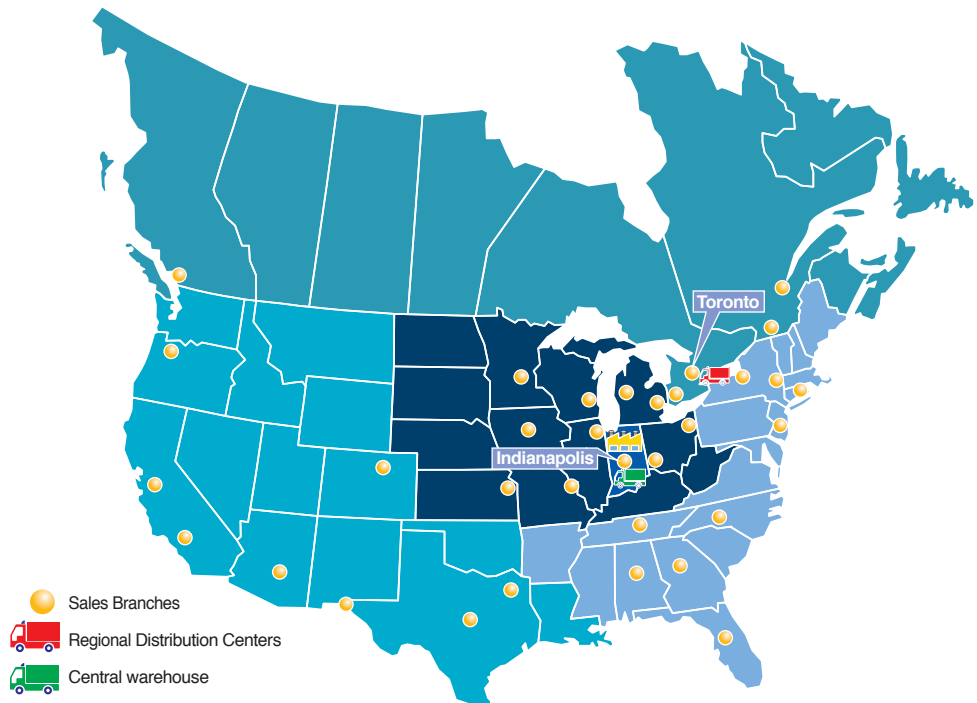 Toronto
Indianapolis
Sales Branches
Regional Distribution Centers
Central warehouse